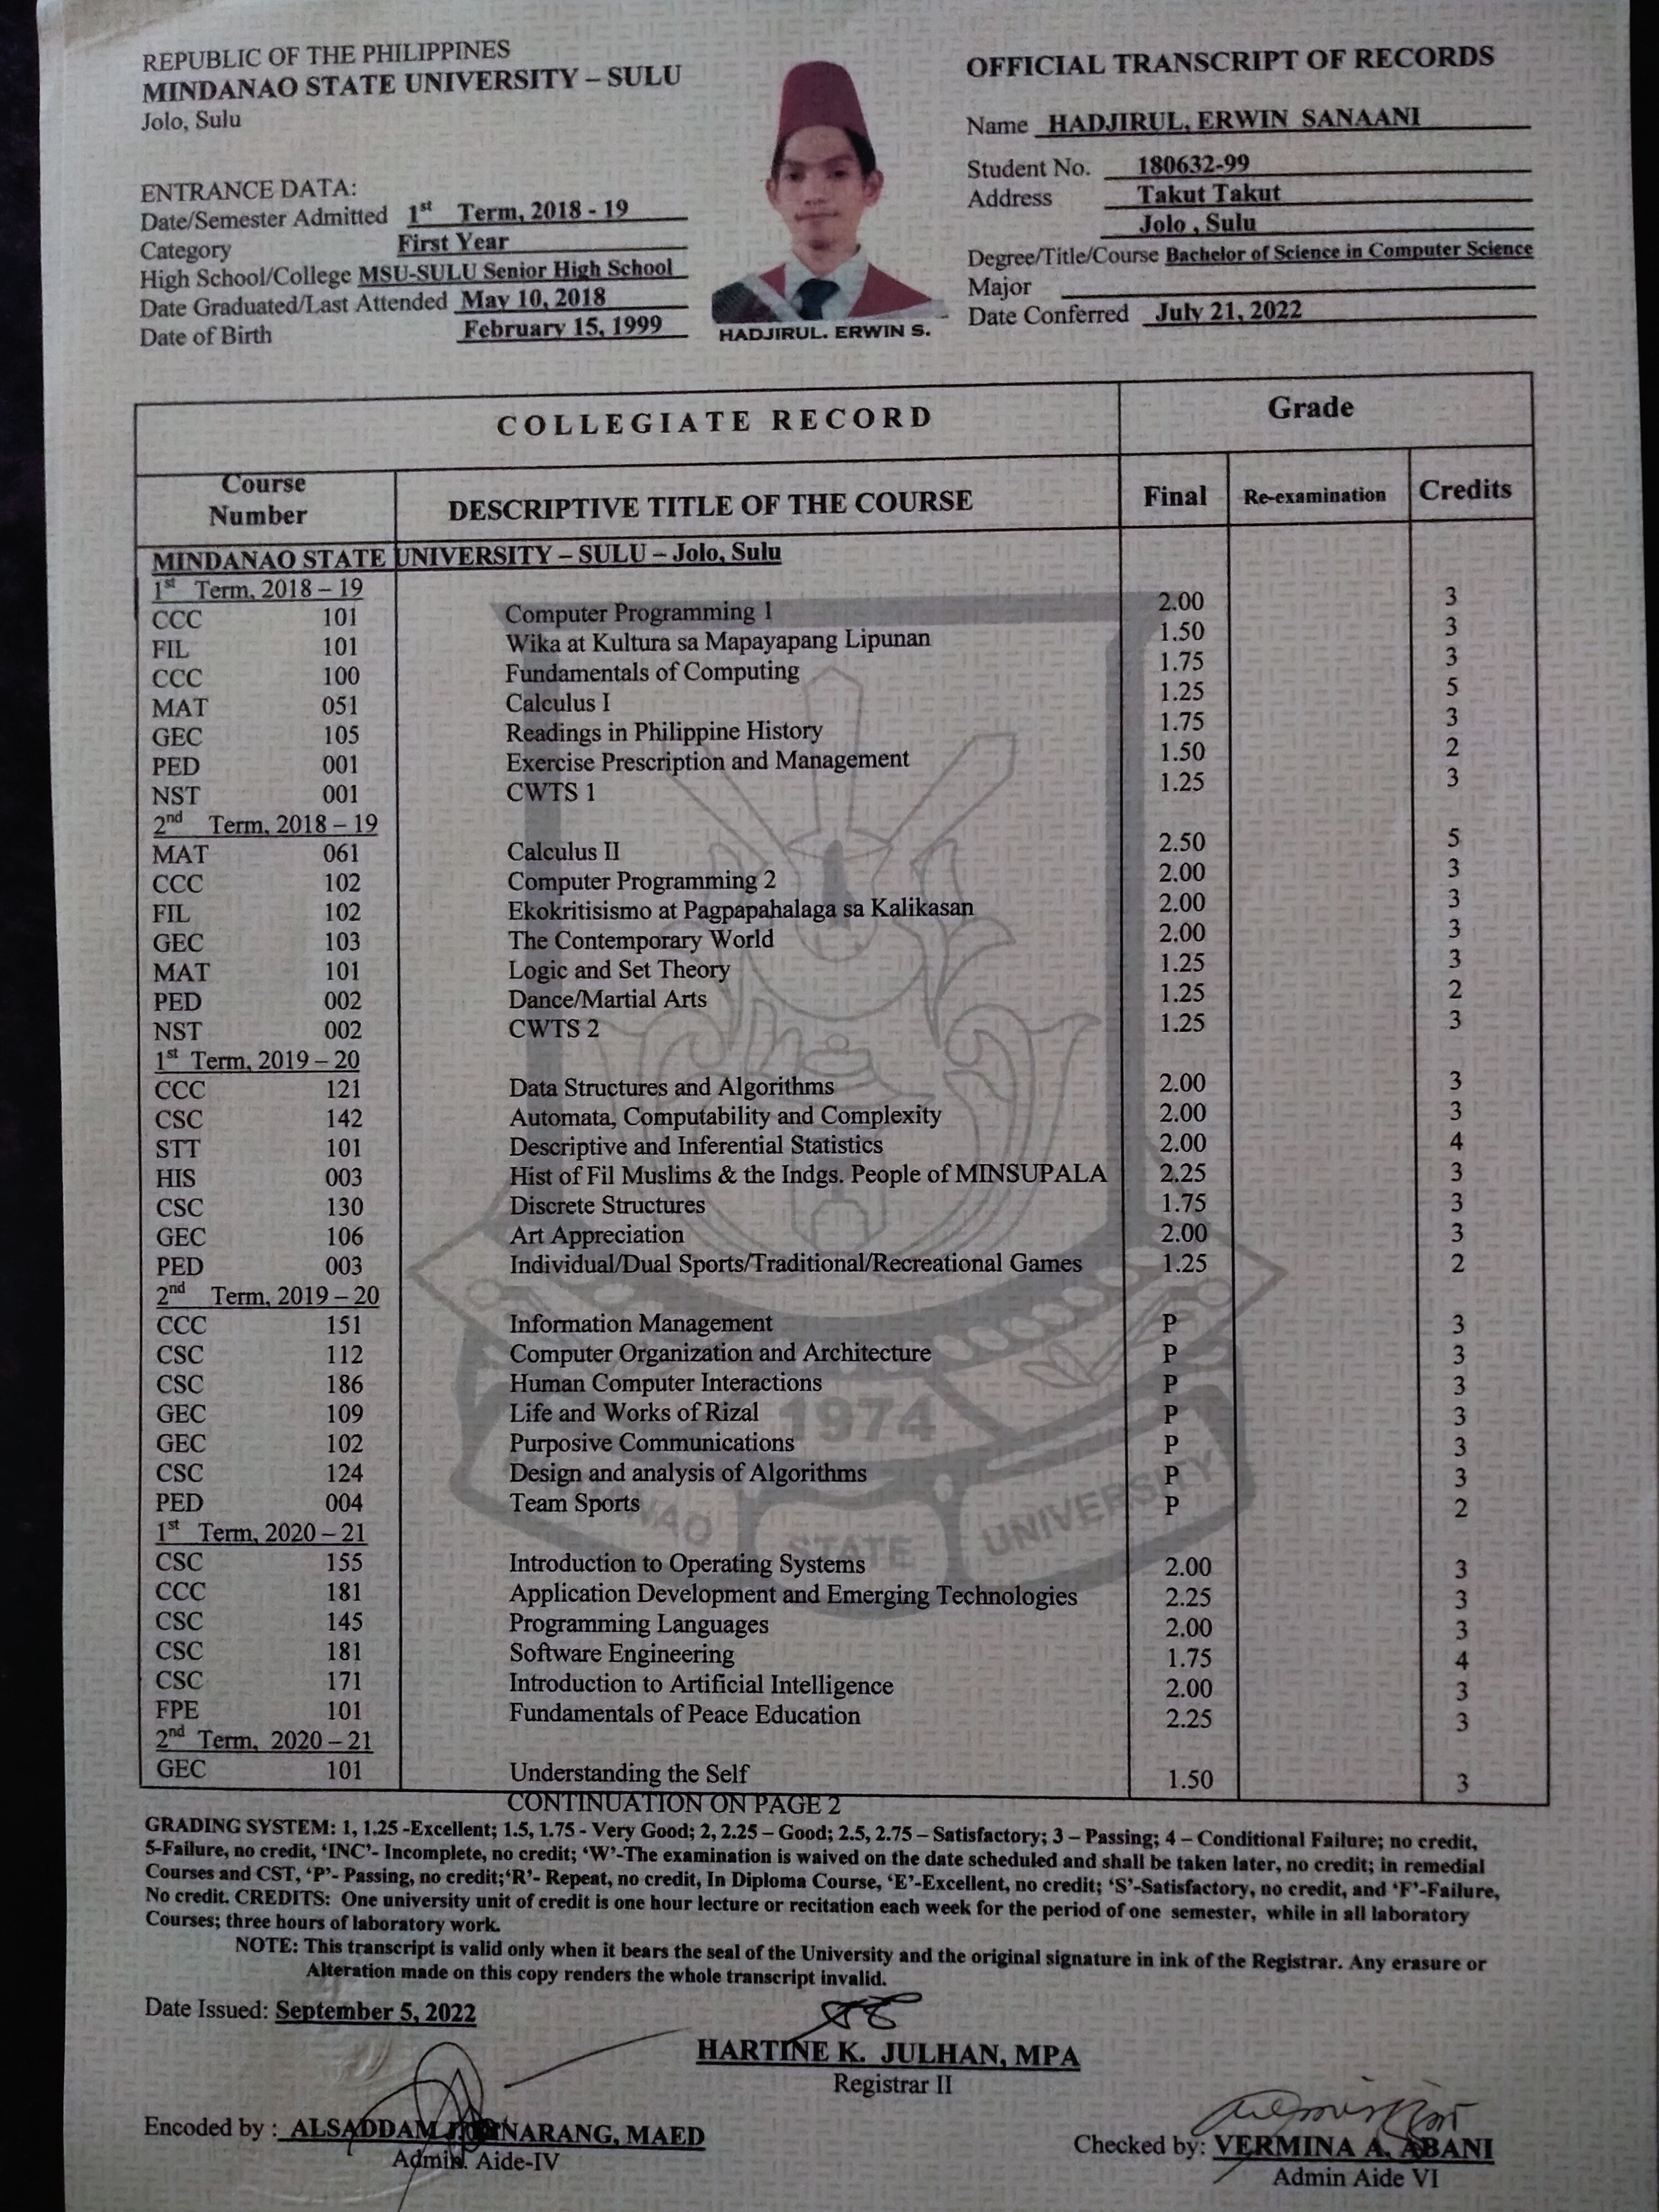 REPUBLIC OF THE PHILIPPINES
MINDANAO STATE UNIVERSITY – SULU
Jolo, Sulu
ENTRANCE DATA:
Date/Semester Admitted 1st Term, 2018 - 19
Category First Year
High School/College MSU-SULU Senior High School
Date Graduated/Last Attended May 10, 2018
Date of Birth February 15, 1999
HADJIRUL. ERWIN S.
OFFICIAL TRANSCRIPT OF RECORDS
Name HADJIRUL, ERWIN SANAANI
Student No. 180632-99
Address Takut Takut
Jolo , Sulu
Degree/Title/Course Bachelor of Science in Computer Science
Major
Date Conferred July 21, 2022
COLLEGIATE RECORD Grade
Course Number DESCRIPTIVE TITLE OF THE COURSE Final Re-examination Credits
MINDANAO STATE UNIVERSITY – SULU – Jolo, Sulu
1st Term, 2018 – 19
CCC 101 Computer Programming 1 2.00 3
FIL 101 Wika at Kultura sa Mapayapang Lipunan 1.50 3
CCC 100 Fundamentals of Computing 1.75 3
MAT 051 Calculus I 1.25 5
GEC 105 Readings in Philippine History 1.75 3
PED 001 Exercise Prescription and Management 1.50 2
NST 001 CWTS 1 1.25 3
2nd Term, 2018 – 19
MAT 061 Calculus II 2.50 5
CCC 102 Computer Programming 2 2.00 3
FIL 102 Ekokritisismo at Pagpapahalaga sa Kalikasan 2.00 3
GEC 103 The Contemporary World 2.00 3
MAT 101 Logic and Set Theory 1.25 3
PED 002 Dance/Martial Arts 1.25 2
NST 002 CWTS 2 1.25 3
1st Term, 2019 – 20
CCC 121 Data Structures and Algorithms 2.00 3
CSC 142 Automata, Computability and Complexity 2.00 3
STT 101 Descriptive and Inferential Statistics 2.00 4
HIS 003 Hist of Fil Muslims & the Indgs. People of MINSUPALA 2.25 3
CSC 130 Discrete Structures 1.75 3
GEC 106 Art Appreciation 2.00 3
PED 003 Individual/Dual Sports/Traditional/Recreational Games 1.25 2
2nd Term, 2019 – 20
CCC 151 Information Management P 3
CSC 112 Computer Organization and Architecture P 3
CSC 186 Human Computer Interactions P 3
GEC 109 Life and Works of Rizal P 3
GEC 102 Purposive Communications P 3
CSC 124 Design and analysis of Algorithms P 3
PED 004 Team Sports P 2
1st Term, 2020 – 21
CSC 155 Introduction to Operating Systems 2.00 3
CCC 181 Application Development and Emerging Technologies 2.25 3
CSC 145 Programming Languages 2.00 3
CSC 181 Software Engineering 1.75 4
CSC 171 Introduction to Artificial Intelligence 2.00 3
FPE 101 Fundamentals of Peace Education 2.25 3
2nd Term, 2020 – 21
GEC 101 Understanding the Self 1.50 3
CONTINUATION ON PAGE 2
1974
STATE UNIVERSITY
GRADING SYSTEM: 1, 1.25 -Excellent; 1.5, 1.75 - Very Good; 2, 2.25 – Good; 2.5, 2.75 – Satisfactory; 3 – Passing; 4 – Conditional Failure; no credit,
5-Failure, no credit, ‘INC’- Incomplete, no credit; ‘W’-The examination is waived on the date scheduled and shall be taken later, no credit; in remedial
Courses and CST, ‘P’- Passing, no credit;‘R’- Repeat, no credit, In Diploma Course, ‘E’-Excellent, no credit; ‘S’-Satisfactory, no credit, and ‘F’-Failure,
No credit. CREDITS: One university unit of credit is one hour lecture or recitation each week for the period of one semester, while in all laboratory
Courses; three hours of laboratory work.
NOTE: This transcript is valid only when it bears the seal of the University and the original signature in ink of the Registrar. Any erasure or
Alteration made on this copy renders the whole transcript invalid.
Date Issued: September 5, 2022
HARTINE K. JULHAN, MPA
Registrar II
Encoded by : ALSADDAM MAED
Admin. Aide-IV
Checked by: VERMINA A. ABANI
Admin Aide VI